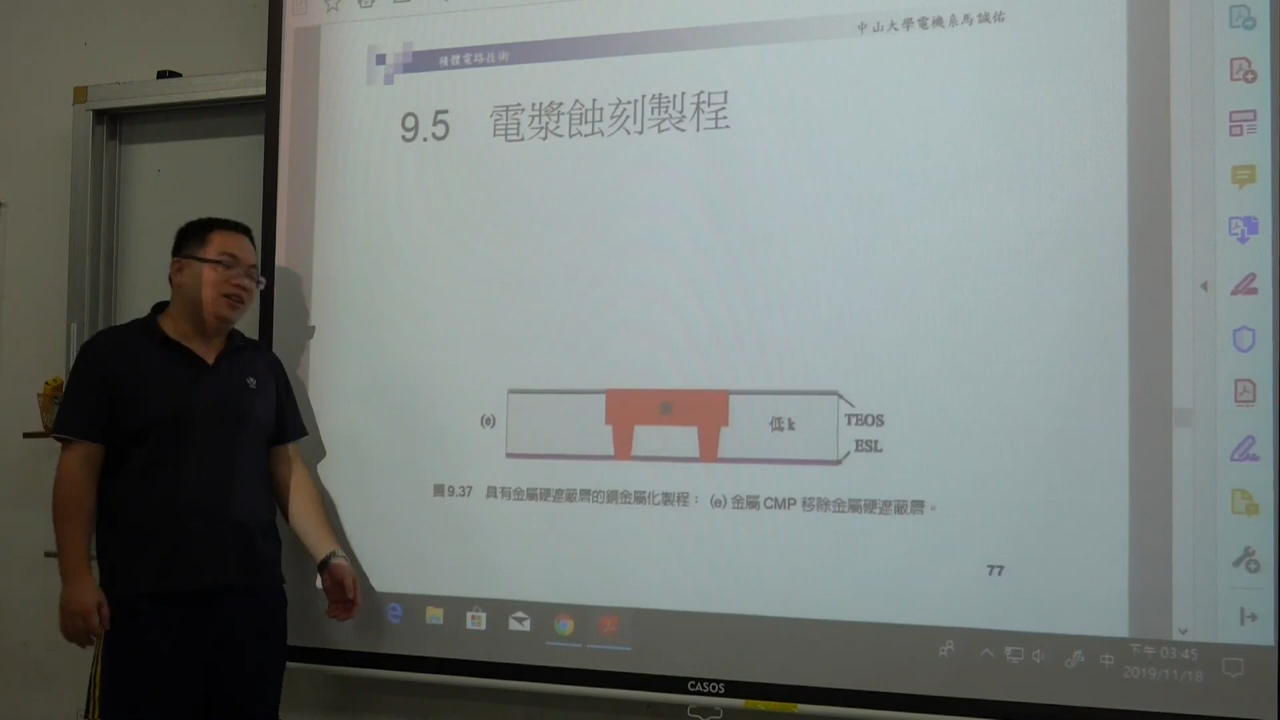 中山大學電機系馬誠佑
積體電路技術
9.5 電漿蝕刻製程
(e)
低 k
TEOS
ESL
圖 9.37 具有金屬硬遮蔽層的銅金屬化製程： (e) 金屬 CMP 移除金屬硬遮蔽層。
77
中
下午 03:45
2019/11/18
CASOS